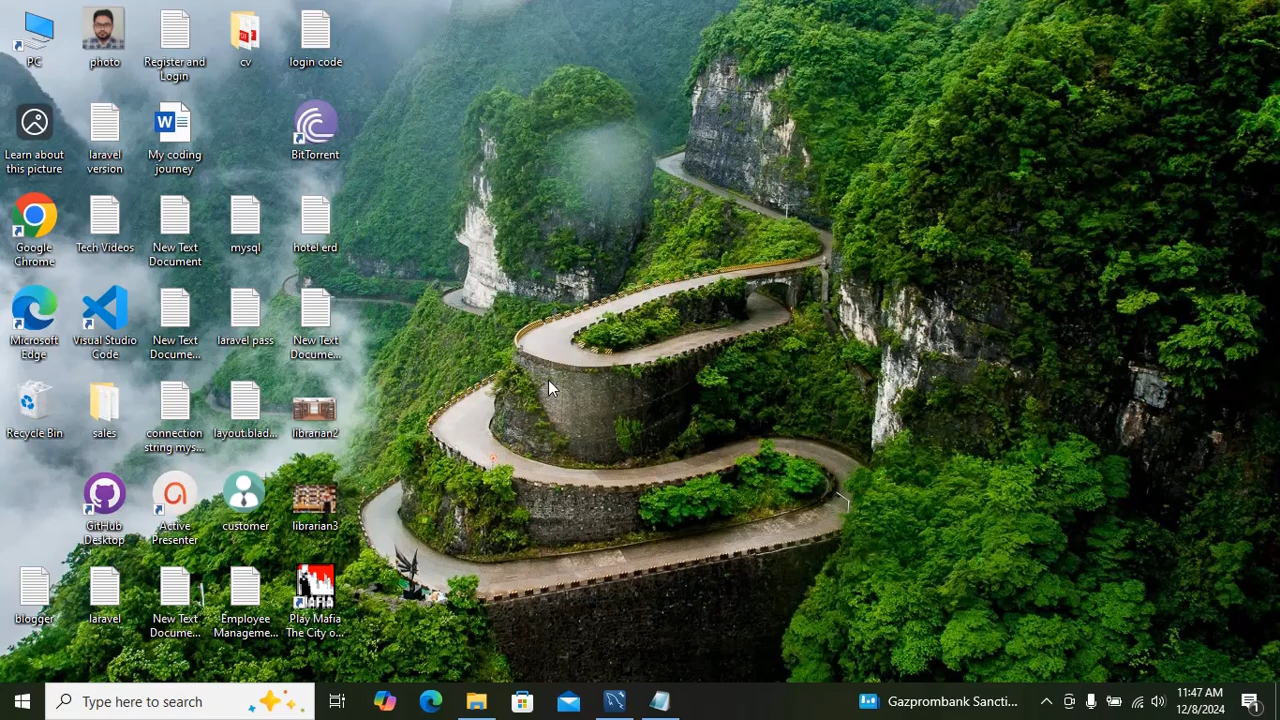 PC
photo
Register and
Login
cv
login code
Learn about
this picture
laravel
version
My coding
journey
BitTorrent
Google
Chrome
Tech Videos
New Text
Document
mysql
hotel erd
Microsoft
Edge
Visual Studio
Code
New Text
Docume...
laravel pass
New Text
Docume...
Recycle Bin
sales
connection
string mys...
layout.blad...
librarian2
GitHub
Desktop
Active
Presenter
customer
librarian3
blogger
laravel
New Text
Docume...
Employee
Manageme...
MAFIA
Play Mafia
The City o...
Type here to search
Gazprombank Sancti...
11:47 AM
12/8/2024
1